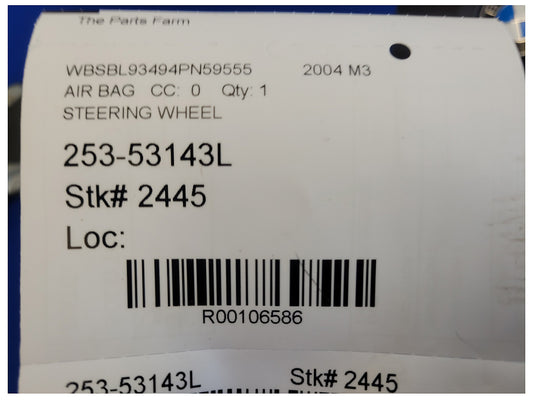 The Parts Farm
WBSBL93494PN59555 2004 M3
AIR BAG CC: 0 Qty: 1
STEERING WHEEL
253-53143L
Stk# 2445
Loc:
R00106586
253-53143L Stk# 2445